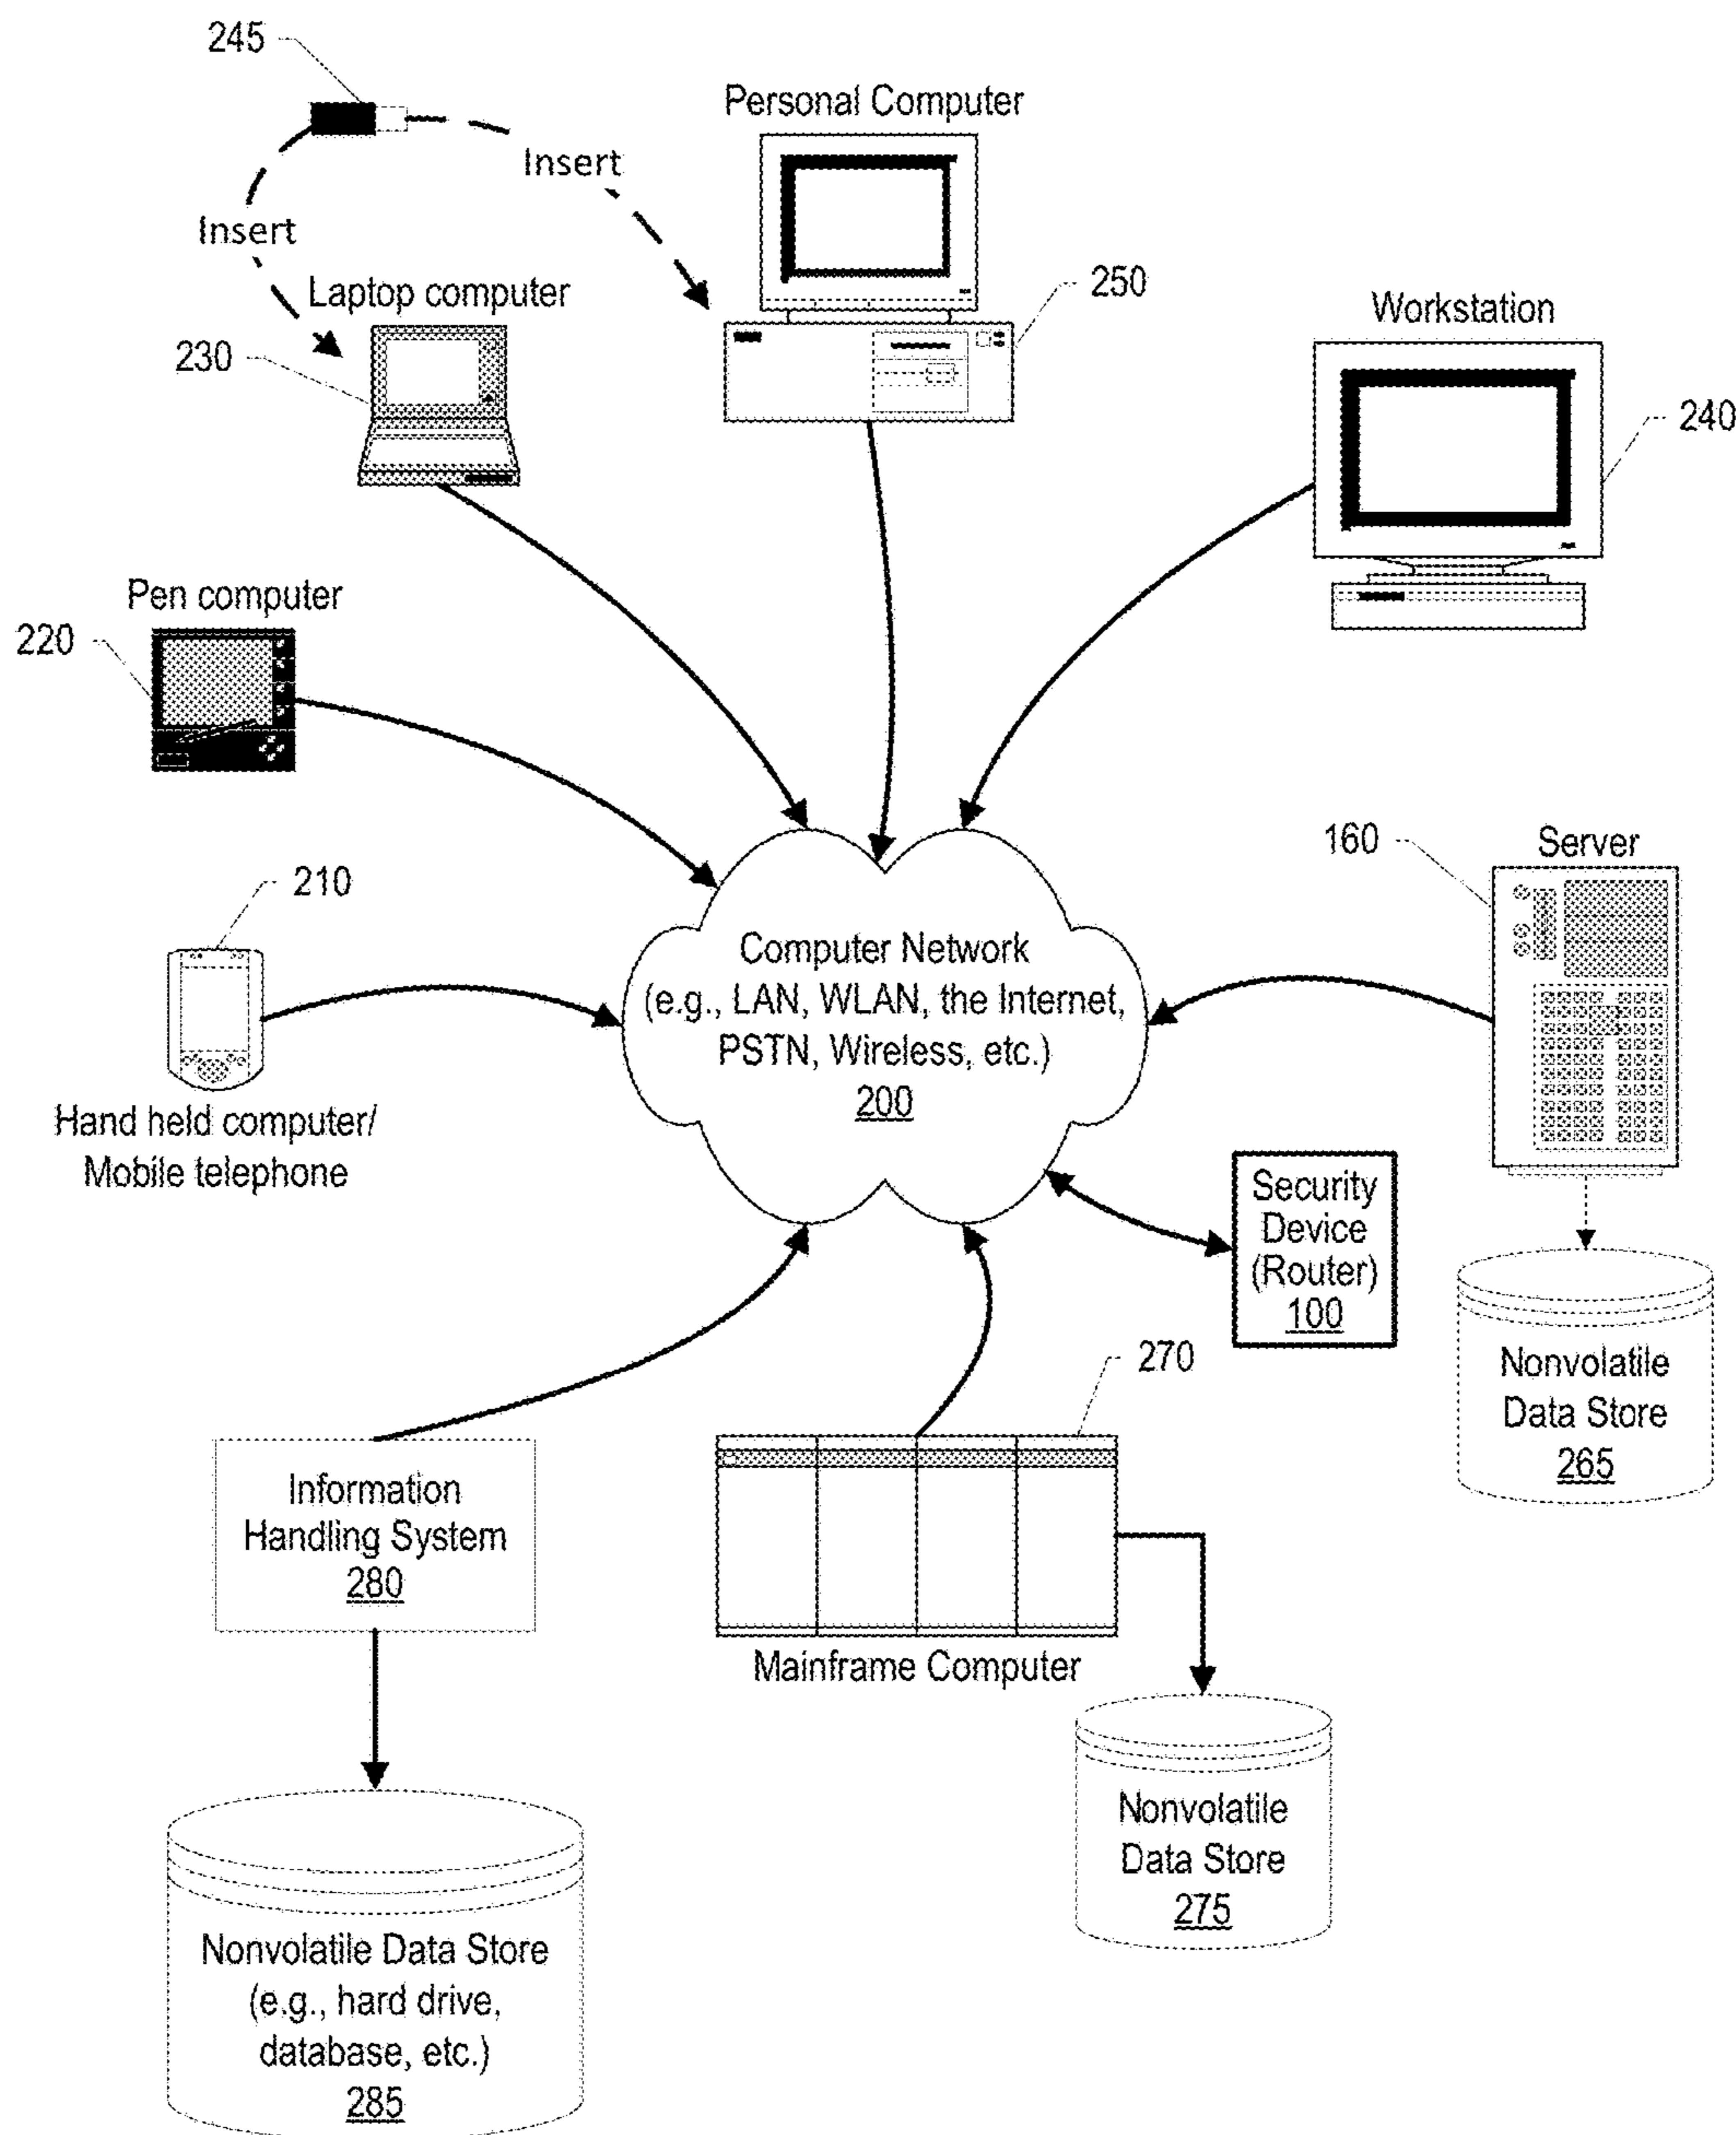 245
Personal Computer
Insert
Insert
Laptop computer
250
Workstation
230
240
Pen computer
220
160
Server
210
Computer Network
(e.g., LAN, WLAN, the Internet,
PSTN, Wireless, etc.)
200
Hand held computer/
Mobile telephone
Security
Device
(Router)
100
270
Nonvolatile
Data Store
265
Information
Handling System
280
Mainframe Computer
Nonvolatile
Data Store
275
Nonvolatile Data Store
(e.g., hard drive,
database, etc.)
285